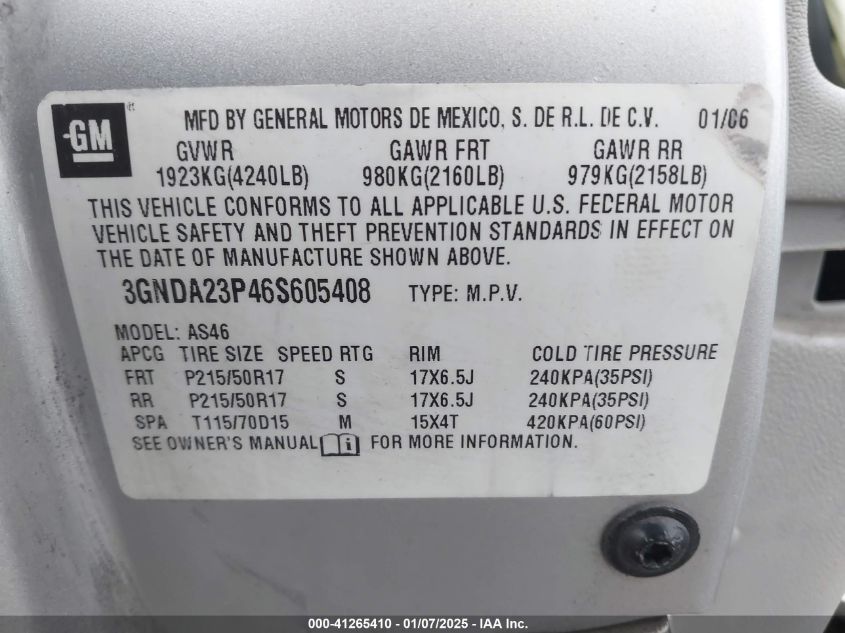 GM
MFD BY GENERAL MOTORS DE MEXICO, S. DE R.L. DE C.V. 01/06
GVWR GAWR FRT GAWR RR
1923KG(4240LB) 980KG(2160LB) 979KG(2158LB)
THIS VEHICLE CONFORMS TO ALL APPLICABLE U.S. FEDERAL MOTOR
VEHICLE SAFETY AND THEFT PREVENTION STANDARDS IN EFFECT ON
THE DATE OF MANUFACTURE SHOWN ABOVE.
3GNDA23P46S605408 TYPE: M.P.V.
MODEL: AS46
APCG TIRE SIZE SPEED RTG RIM COLD TIRE PRESSURE
FRT P215/50R17 S 17X6.5J 240KPA(35PSI)
RR P215/50R17 S 17X6.5J 240KPA(35PSI)
SPA T115/70D15 M 15X4T 420KPA(60PSI)
SEE OWNER'S MANUAL i FOR MORE INFORMATION.
000-41265410 - 01/07/2025 - IAA Inc.